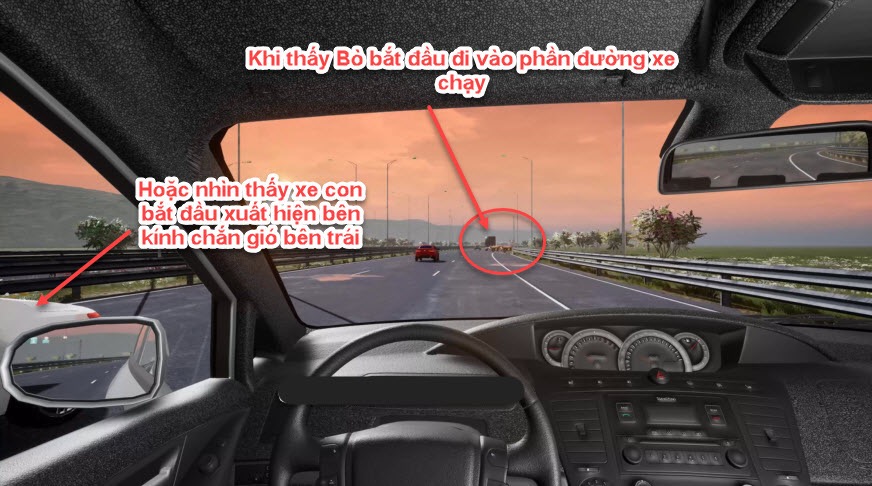 Khi thấy Bò bắt đầu đi vào phần đường xe
chạy
Hoặc nhìn thấy xe con
bắt đầu xuất hiện bên
kính chắn gió bên trái